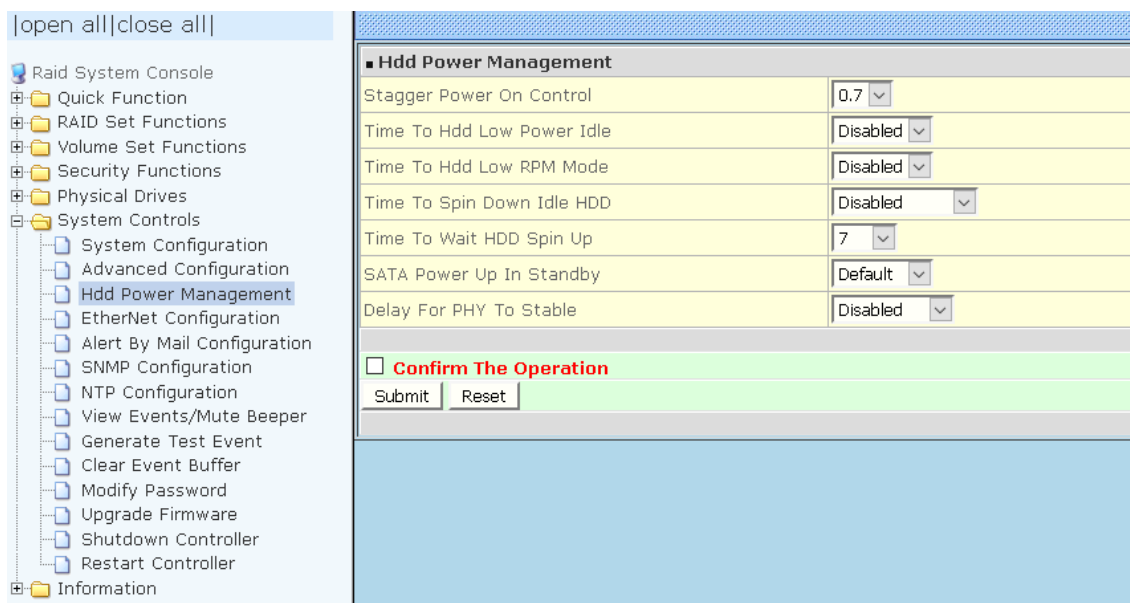 |open all|close all|
Raid System Console
Quick Function
RAID Set Functions
Volume Set Functions
Security Functions
Physical Drives
System Controls
System Configuration
Advanced Configuration
Hdd Power Management
EtherNet Configuration
Alert By Mail Configuration
SNMP Configuration
NTP Configuration
View Events/Mute Beeper
Generate Test Event
Clear Event Buffer
Modify Password
Upgrade Firmware
Shutdown Controller
Restart Controller
Information
Hdd Power Management
Stagger Power On Control 0.7
Time To Hdd Low Power Idle Disabled
Time To Hdd Low RPM Mode Disabled
Time To Spin Down Idle HDD Disabled
Time To Wait HDD Spin Up 7
SATA Power Up In Standby Default
Delay For PHY To Stable Disabled
Confirm The Operation
Submit Reset